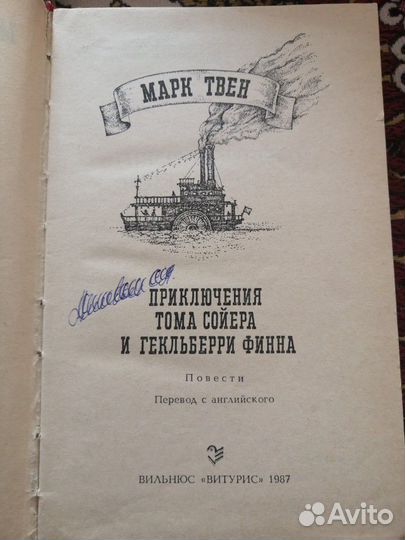 МАРК ТВЕН
ПРИКЛЮЧЕНИЯ
ТОМА СОЙЕРА
И ГЕКЛЬБЕРРИ ФИННА
Повести
Перевод с английского
ВИЛЬНЮС «ВИТУРИС» 1987
Avito